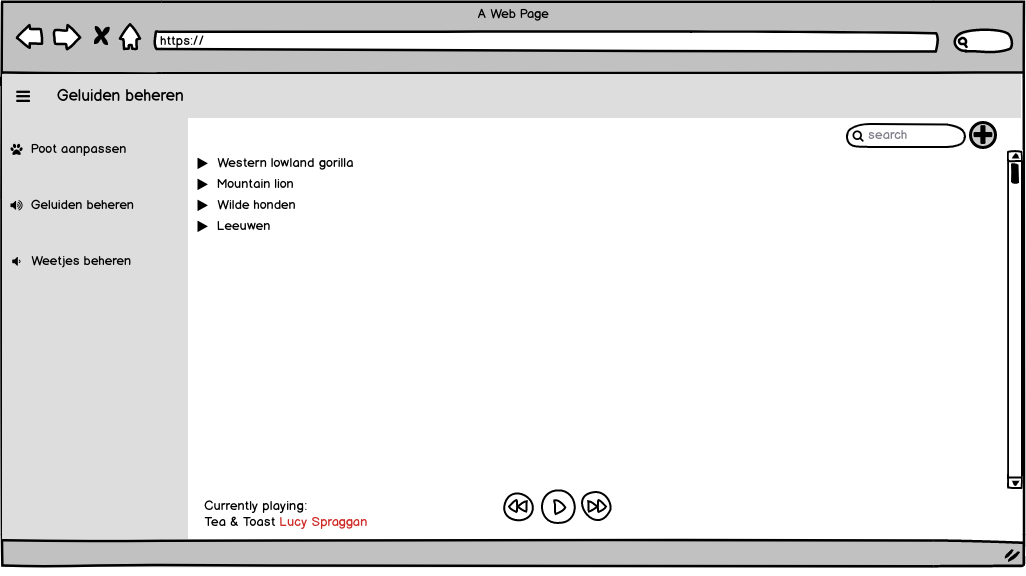 A Web Page
https://
Geluiden beheren
Poot aanpassen
Geluiden beheren
Weetjes beheren
search
Western lowland gorilla
Mountain lion
Wilde honden
Leeuwen
Currently playing:
Tea & Toast Lucy Spraggan